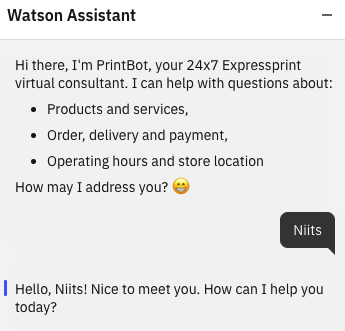 Watson Assistant
Hi there, I'm PrintBot, your 24x7 Expressprint
virtual consultant. I can help with questions about:
• Products and services,
• Order, delivery and payment,
• Operating hours and store location
How may I address you? 😁
Niits
Hello, Niits! Nice to meet you. How can I help you
today?